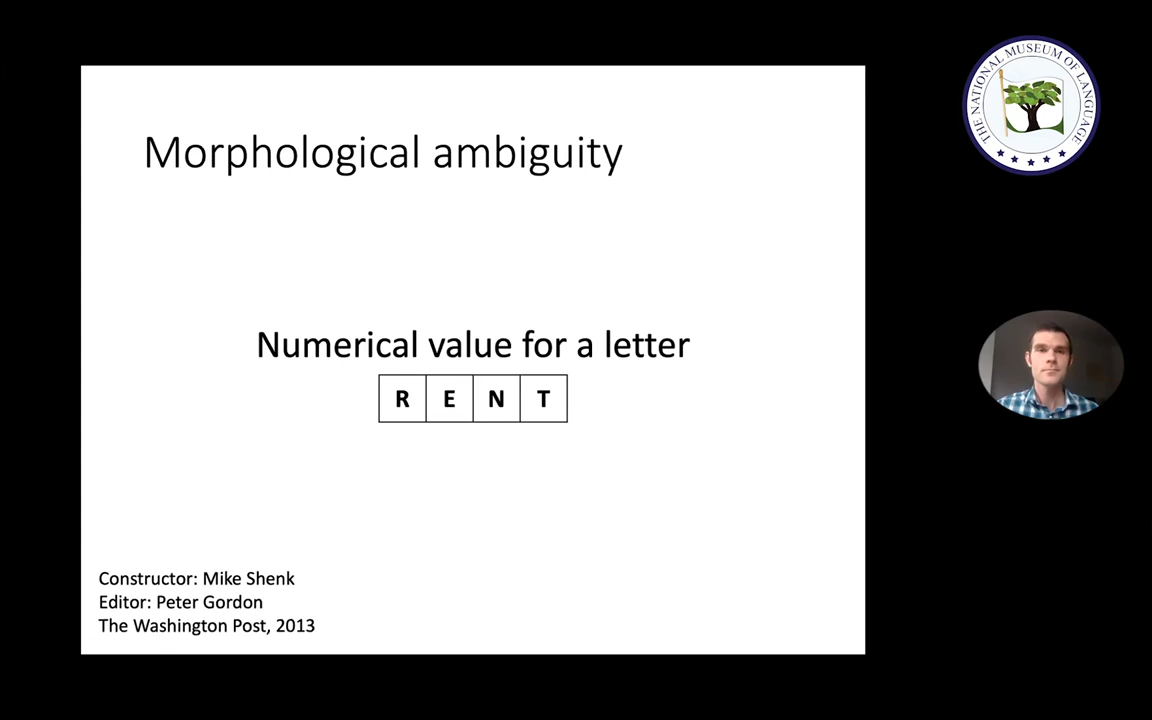 Morphological ambiguity
Numerical value for a letter
R E N T
Constructor: Mike Shenk
Editor: Peter Gordon
The Washington Post, 2013
THE NATIONAL MUSEUM OF LANGUAGE